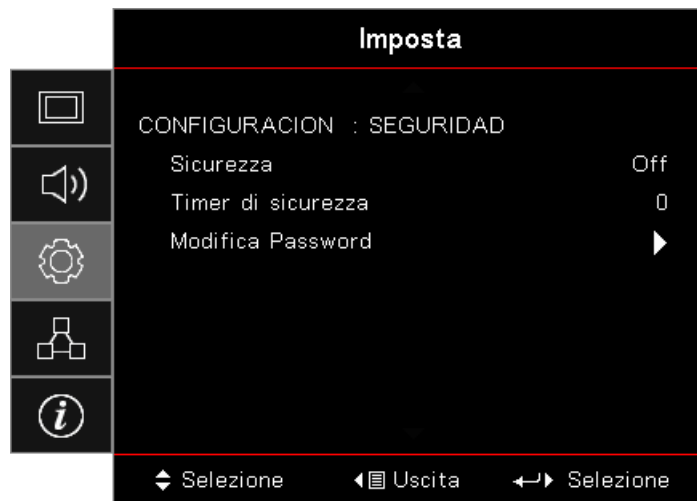 Imposta
CONFIGURACION : SEGURIDAD
Sicurezza Off
Timer di sicurezza 0
Modifica Password
Selezione Uscita Selezione